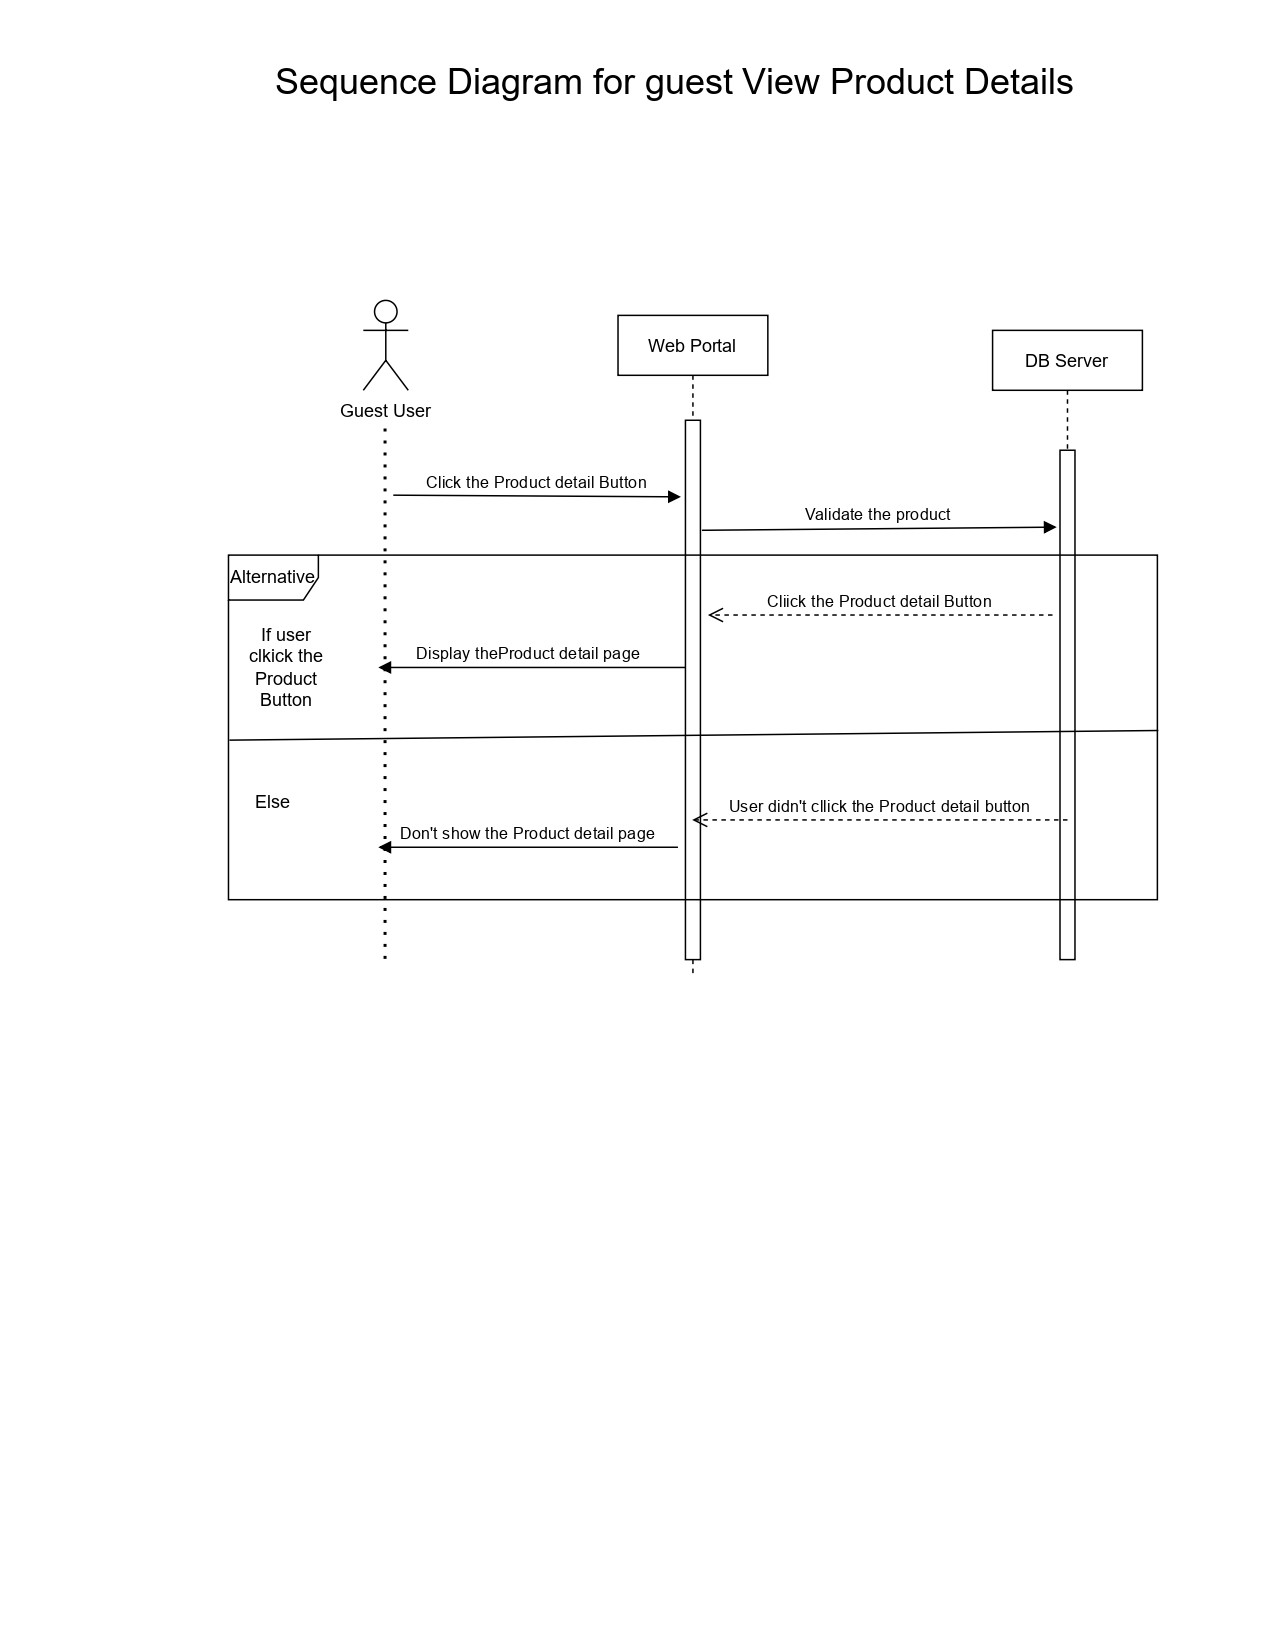 Sequence Diagram for guest View Product Details
Web Portal
DB Server
Guest User
Click the Product detail Button
Validate the product
Alternative
Cliick the Product detail Button
If user
clkick the
Product
Button
Display theProduct detail page
Else
User didn't cllick the Product detail button
Don't show the Product detail page